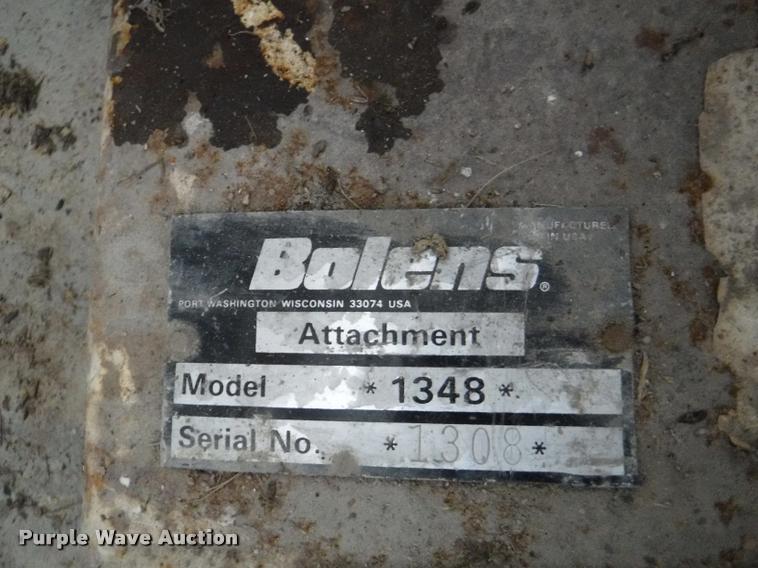 MANUFACTURED
IN USA
Bolens®
PORT WASHINGTON WISCONSIN 33074 USA
Attachment
Model *1348*
Serial No. *1308*
Purple Wave Auction